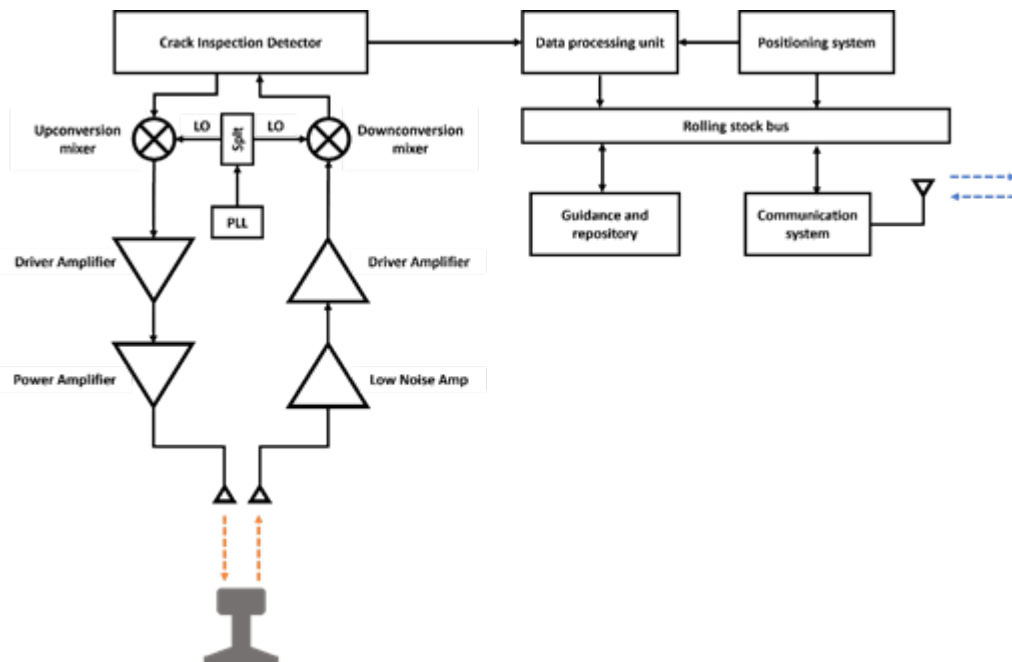 Crack Inspection Detector
Data processing unit
Positioning system
Upconversion
mixer
LO
Splt
LO
Downconversion
mixer
Rolling stock bus
PLL
Guidance and
repository
Communication
system
Driver Amplifier
Driver Amplifier
Power Amplifier
Low Noise Amp